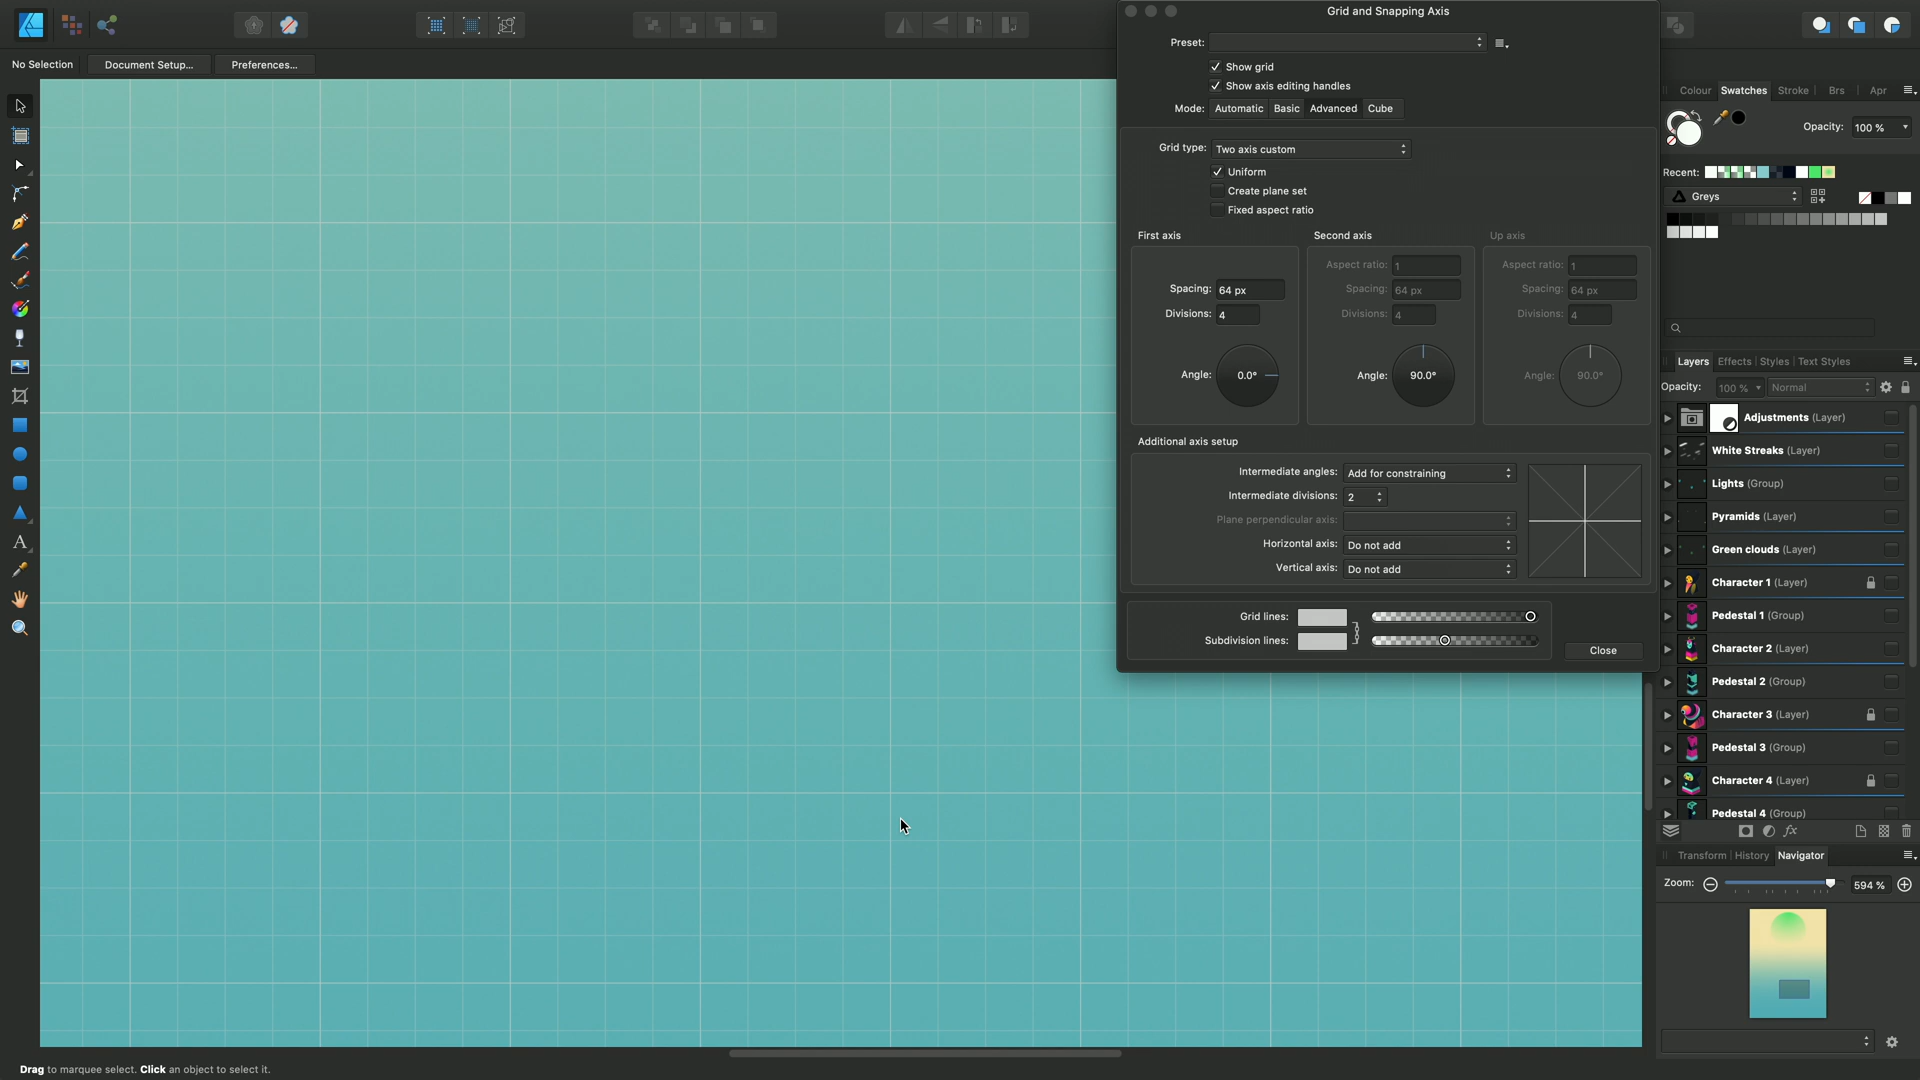 Grid and Snapping Axis
No Selection
Document Setup...
Preferences...
Preset:
Show grid
Show axis editing handles
Mode: Automatic Basic Advanced Cube
Grid type: Two axis custom
Uniform
Create plane set
Fixed aspect ratio
First axis
Spacing: 64 px
Divisions: 4
Angle: 0.0°
Second axis
Aspect ratio: 1
Spacing: 64 px
Divisions: 4
Angle: 90.0°
Up axis
Aspect ratio: 1
Spacing: 64 px
Divisions: 4
Angle: 90.0°
Additional axis setup
Intermediate angles: Add for constraining
Intermediate divisions: 2
Plane perpendicular axis:
Horizontal axis: Do not add
Vertical axis: Do not add
Grid lines:
Subdivision lines:
Close
Colour Swatches Stroke Brs Apr
Opacity: 100 %
Recent:
Greys
Layers Effects Styles Text Styles
Opacity: 100 % Normal
Adjustments (Layer)
White Streaks (Layer)
Lights (Group)
Pyramids (Layer)
Green clouds (Layer)
Character 1 (Layer)
Pedestal 1 (Group)
Character 2 (Layer)
Pedestal 2 (Group)
Character 3 (Layer)
Pedestal 3 (Group)
Character 4 (Layer)
Pedestal 4 (Group)
fx
Transform History Navigator
Zoom: 594 %
A
Drag to marquee select. Click an object to select it.